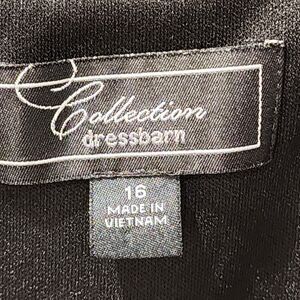 Collection
dressbarn
16
MADE IN
VIETNAM